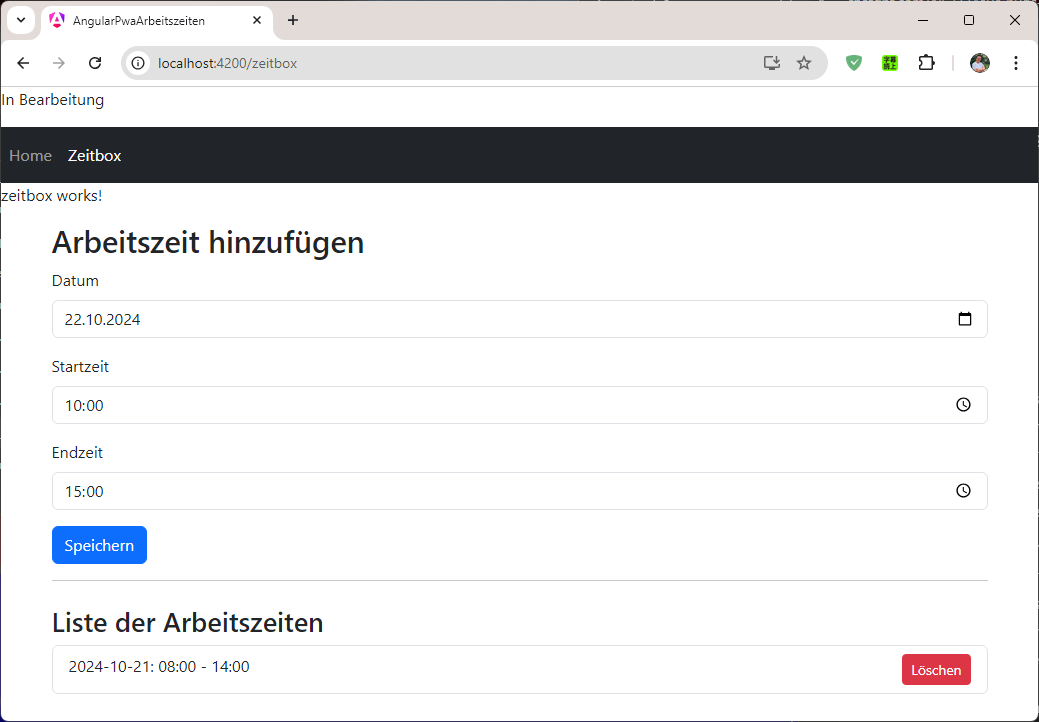 AngularPwaArbeitszeiten
localhost:4200/zeitbox
In Bearbeitung
Home Zeitbox
zeitbox works!
Arbeitszeit hinzufügen
Datum
22.10.2024
Startzeit
10:00
Endzeit
15:00
Speichern
Liste der Arbeitszeiten
2024-10-21: 08:00 - 14:00 Löschen